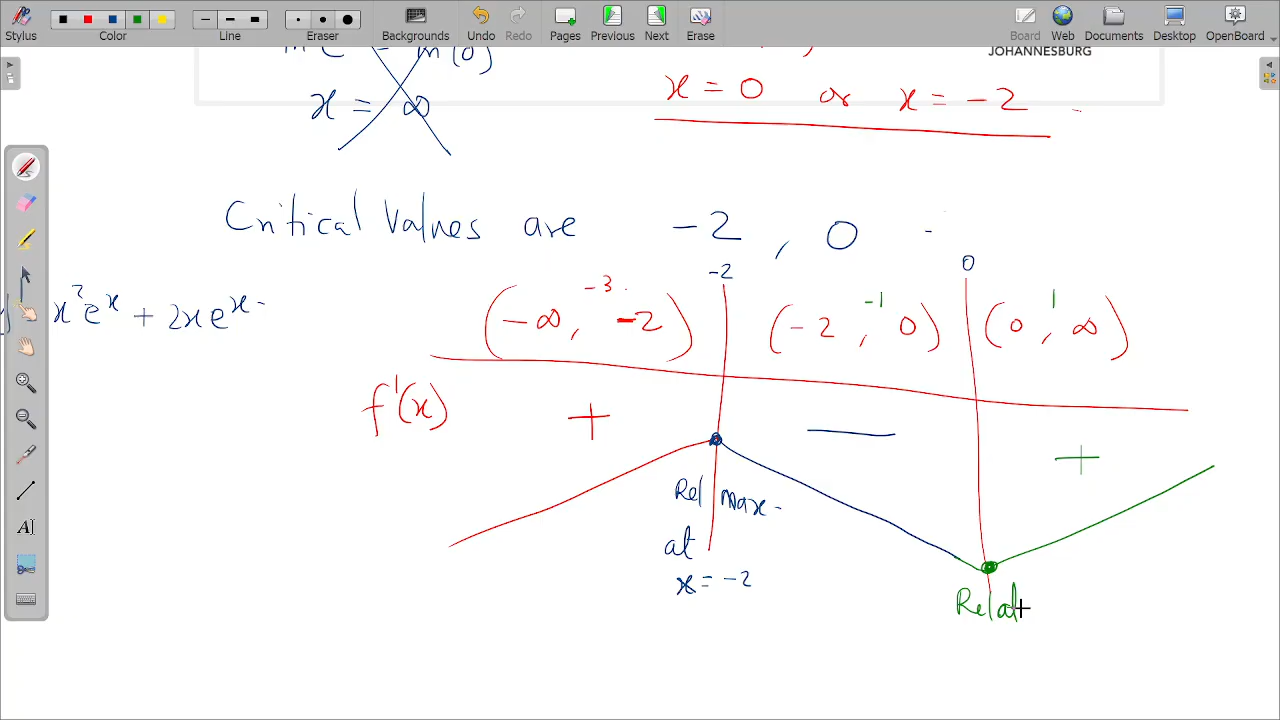 Stylus Color Line Eraser Backgrounds Undo Redo Pages Previous Next Erase Board Web Documents Desktop OpenBoard
JOHANNESBURG
x = ∞
x = 0 or x = -2
Critical Values are -2 , 0
-2 0
x²eˣ + 2xeˣ
-3 -1 1
(-∞, -2) (-2, 0) (0, ∞)
f'(x) + — +
Rel max
at
x = -2
Relat